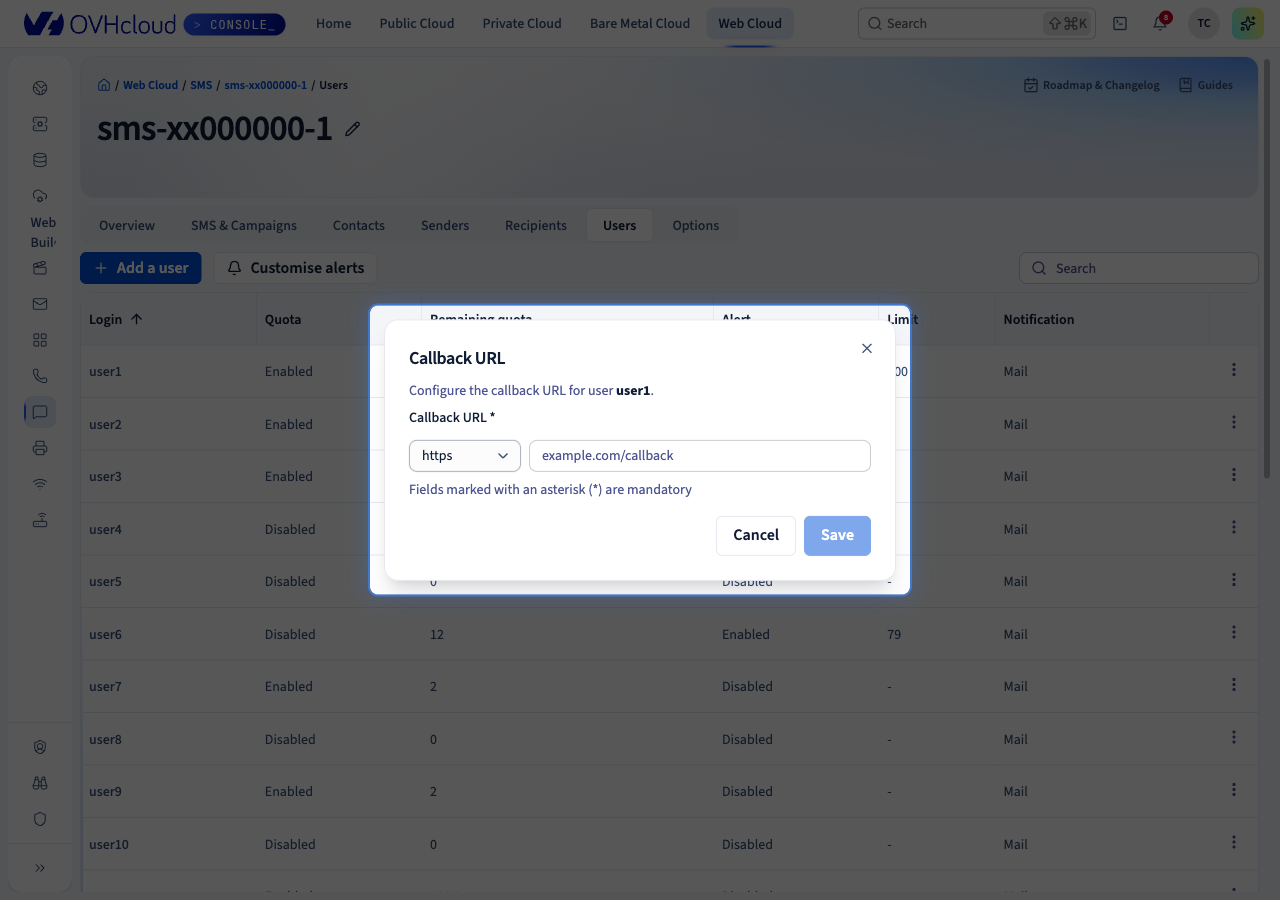 OVHcloud > CONSOLE_ Home Public Cloud Private Cloud Bare Metal Cloud Web Cloud Search ⇧⌘K 8 TC
/ Web Cloud / SMS / sms-xx000000-1 / Users Roadmap & Changelog Guides
sms-xx000000-1
Web
Overview SMS & Campaigns Contacts Senders Recipients Users Options
Add a user Customise alerts Search
Login Quota Remaining quota Alert Limit Notification
user1 Enabled Mail
user2 Enabled Mail
user3 Enabled Mail
user4 Disabled Mail
user5 Disabled 0 Disabled - Mail
user6 Disabled 12 Enabled 79 Mail
user7 Enabled 2 Disabled - Mail
user8 Disabled 0 Disabled - Mail
user9 Enabled 2 Disabled - Mail
user10 Disabled 0 Disabled - Mail
Callback URL
Configure the callback URL for user user1.
Callback URL *
https example.com/callback
Fields marked with an asterisk (*) are mandatory
Cancel Save